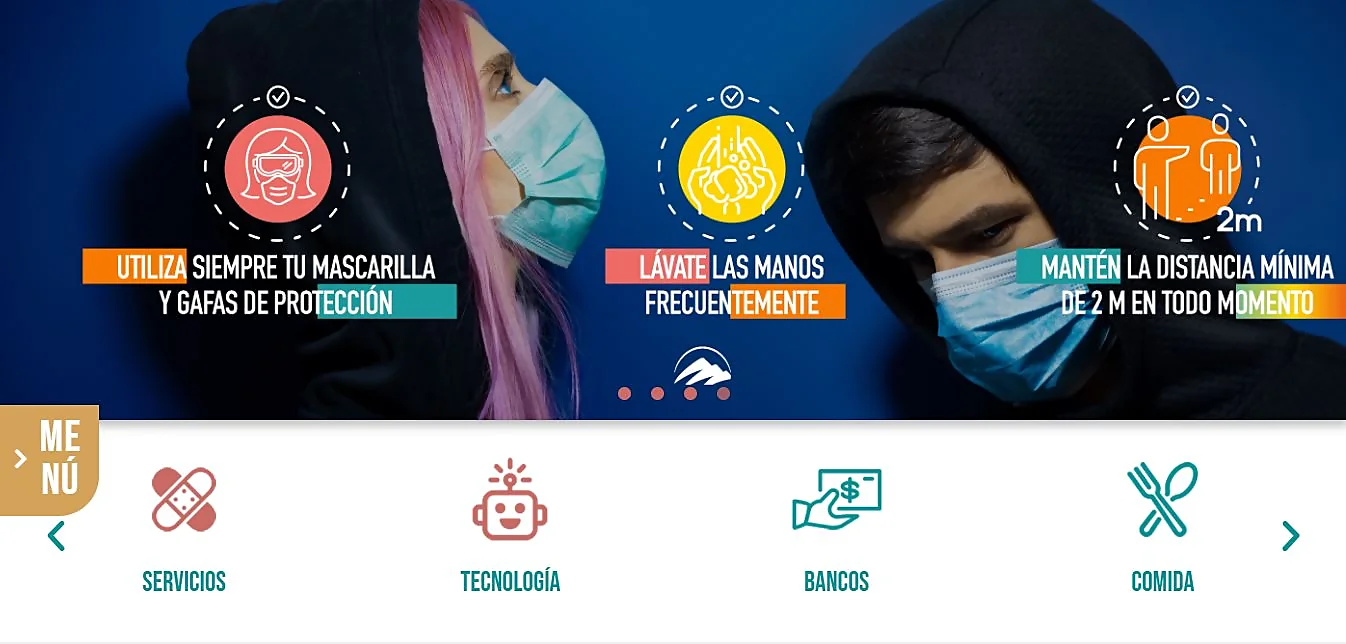 2m
UTILIZA SIEMPRE TU MASCARILLA
Y GAFAS DE PROTECCIÓN
LÁVATE LAS MANOS
FRECUENTEMENTE
MANTÉN LA DISTANCIA MÍNIMA
DE 2 M EN TODO MOMENTO
ME
NÚ
$
SERVICIOS
TECNOLOGÍA
BANCOS
COMIDA